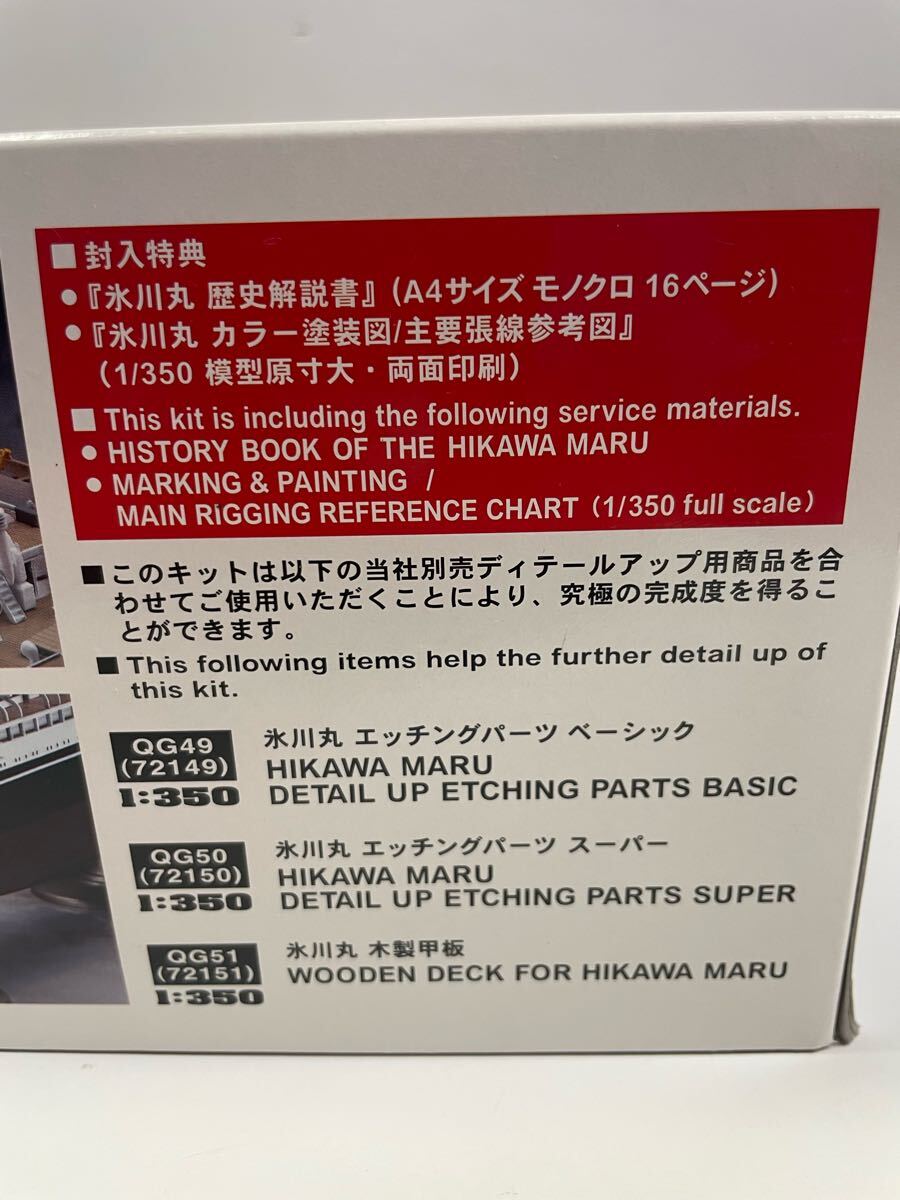 ■ 封入特典
● 『氷川丸 歴史解説書』(A4サイズ モノクロ 16ページ)
● 『氷川丸 カラー塗装図/主要張線参考図』
(1/350 模型原寸大・両面印刷)
■ This kit is including the following service materials.
● HISTORY BOOK OF THE HIKAWA MARU
● MARKING & PAINTING /
MAIN RIGGING REFERENCE CHART (1/350 full scale)
■ このキットは以下の当社別売ディテールアップ用商品を合
わせてご使用いただくことにより、究極の完成度を得るこ
とができます。
■ This following items help the further detail up of
this kit.
QG49
(72149)
1:350
氷川丸 エッチングパーツ ベーシック
HIKAWA MARU
DETAIL UP ETCHING PARTS BASIC
QG50
(72150)
1:350
氷川丸 エッチングパーツ スーパー
HIKAWA MARU
DETAIL UP ETCHING PARTS SUPER
QG51
(72151)
1:350
氷川丸 木製甲板
WOODEN DECK FOR HIKAWA MARU